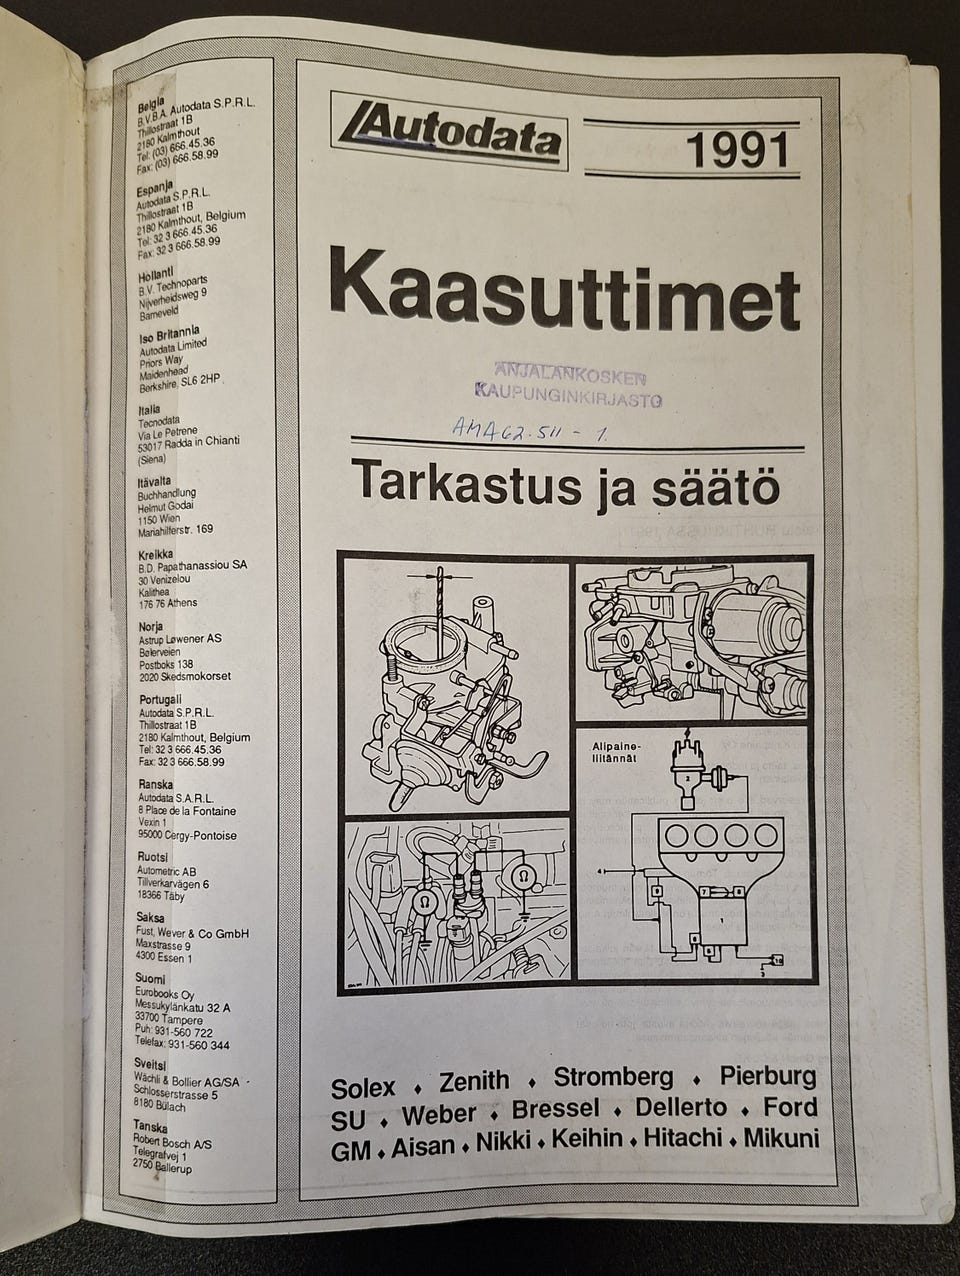 Belgia
B.V.B.A. Autodata S.P.R.L.
Thillostraat 1B
2180 Kalmthout
Tel: (03) 666.45.36
Fax: (03) 666.58.99
Espanja
Autodata S.P.R.L.
Thillostraat 1B
2180 Kalmthout, Belgium
Tel: 32 3 666.45.36
Fax: 32 3 666.58.99
Hollanti
B.V. Technoparts
Nijverheidsweg 9
Barneveld
Iso Britannia
Autodata Limited
Priors Way
Maidenhead
Berkshire, SL6 2HP
Italia
Tecnodata
Via Le Petrene
53017 Radda in Chianti
(Siena)
Itävalta
Buchhandlung
Helmut Godai
1150 Wien
Mariahilferstr. 169
Kreikka
B.D. Papathanassiou SA
30 Venizelou
Kalithea
176 76 Athens
Norja
Astrup Løwener AS
Bølerveien
Postboks 138
2020 Skedsmokorset
Portugali
Autodata S.P.R.L.
Thillostraat 1B
2180 Kalmthout, Belgium
Tel: 32 3 666.45.36
Fax: 32 3 666.58.99
Ranska
Autodata S.A.R.L.
8 Place de la Fontaine
Vexin 1
95000 Cergy-Pontoise
Ruotsi
Autometric AB
Tillverkarvägen 6
18366 Täby
Saksa
Fust, Wever & Co GmbH
Maxstrasse 9
4300 Essen 1
Suomi
Eurobooks Oy
Messukylänkatu 32 A
33700 Tampere
Puh: 931-560 722
Telefax: 931-560 344
Sveitsi
Wächli & Bollier AG/SA
Schlosserstrasse 5
8180 Bülach
Tanska
Robert Bosch A/S
Telegrafvej 1
2750 Ballerup
Autodata
1991
Kaasuttimet
ANJALANKOSKEN
KAUPUNGINKIRJASTO
AMA62.511 - 1.
Tarkastus ja säätö
Alipaine-
liitännät
2
4
7
8
1
3
Ω
Ω
Solex ♦ Zenith ♦ Stromberg ♦ Pierburg
SU ♦ Weber ♦ Bressel ♦ Dellerto ♦ Ford
GM ♦ Aisan ♦ Nikki ♦ Keihin ♦ Hitachi ♦ Mikuni